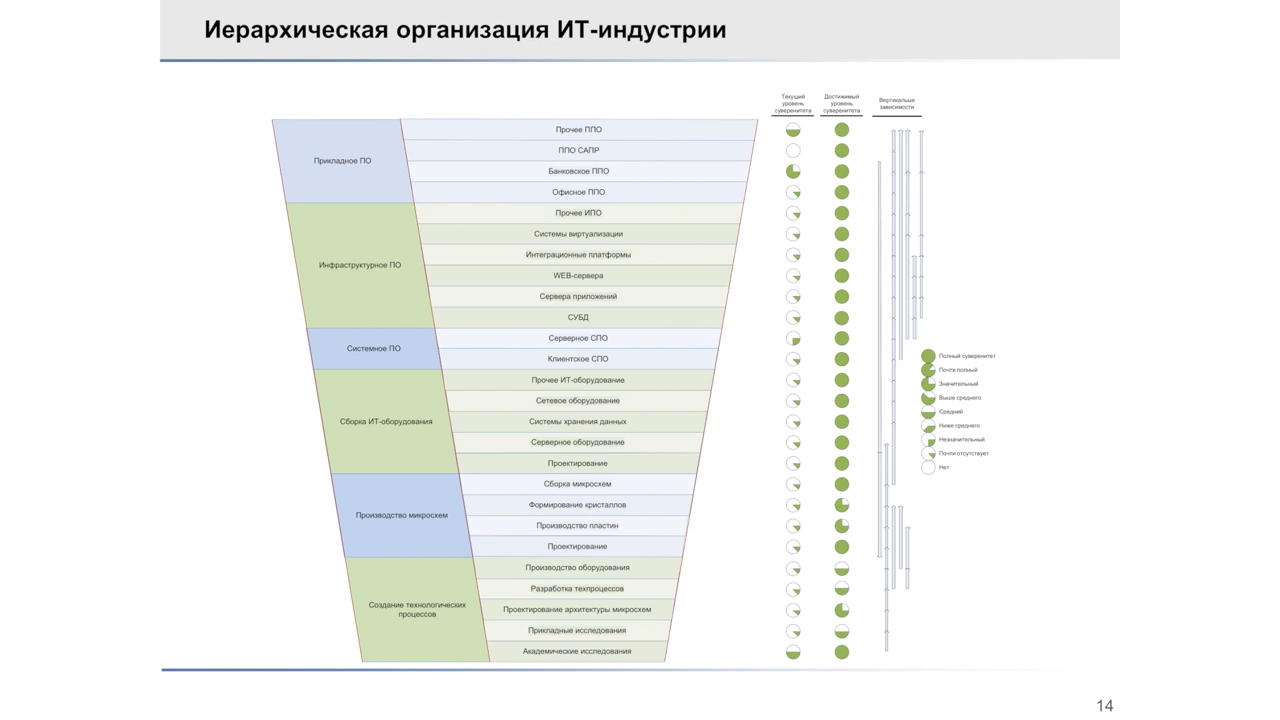 Иерархическая организация ИТ-индустрии
Текущий
уровень
суверенитета
Достижимый
уровень
суверенитета
Вертикальые
зависимости
Прикладное ПО
Прочее ППО
ППО САПР
Банковское ППО
Офисное ППО
Инфраструктурное ПО
Прочее ИПО
Системы виртуализации
Интеграционные платформы
WEB-сервера
Сервера приложений
СУБД
Системное ПО
Серверное СПО
Клиентское СПО
Сборка ИТ-оборудования
Прочее ИТ-оборудование
Сетевое оборудование
Системы хранения данных
Серверное оборудование
Проектирование
Производство микросхем
Сборка микросхем
Формирование кристаллов
Производство пластин
Проектирование
Создание технологических
процессов
Производство оборудования
Разработка техпроцессов
Проектирование архитектуры микросхем
Прикладные исследования
Академические исследования
Полный суверенитет
Почти полный
Значительный
Выше среднего
Средний
Ниже среднего
Незначительный
Почти отсутствует
Нет
14